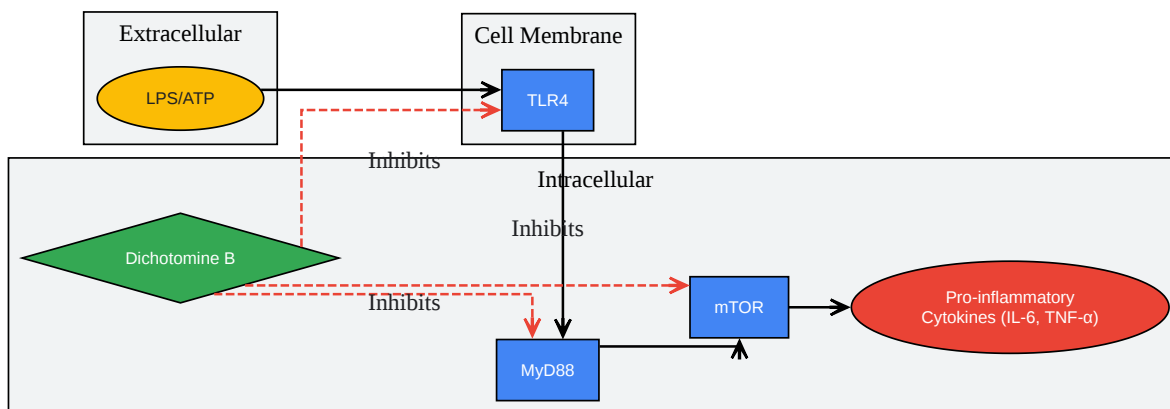 Extracellular
Cell Membrane
LPS/ATP
TLR4
Inhibits
Intracellular
Inhibits
Dichotomine B
Inhibits
mTOR
Pro-inflammatory
Cytokines (IL-6, TNF-α)
MyD88